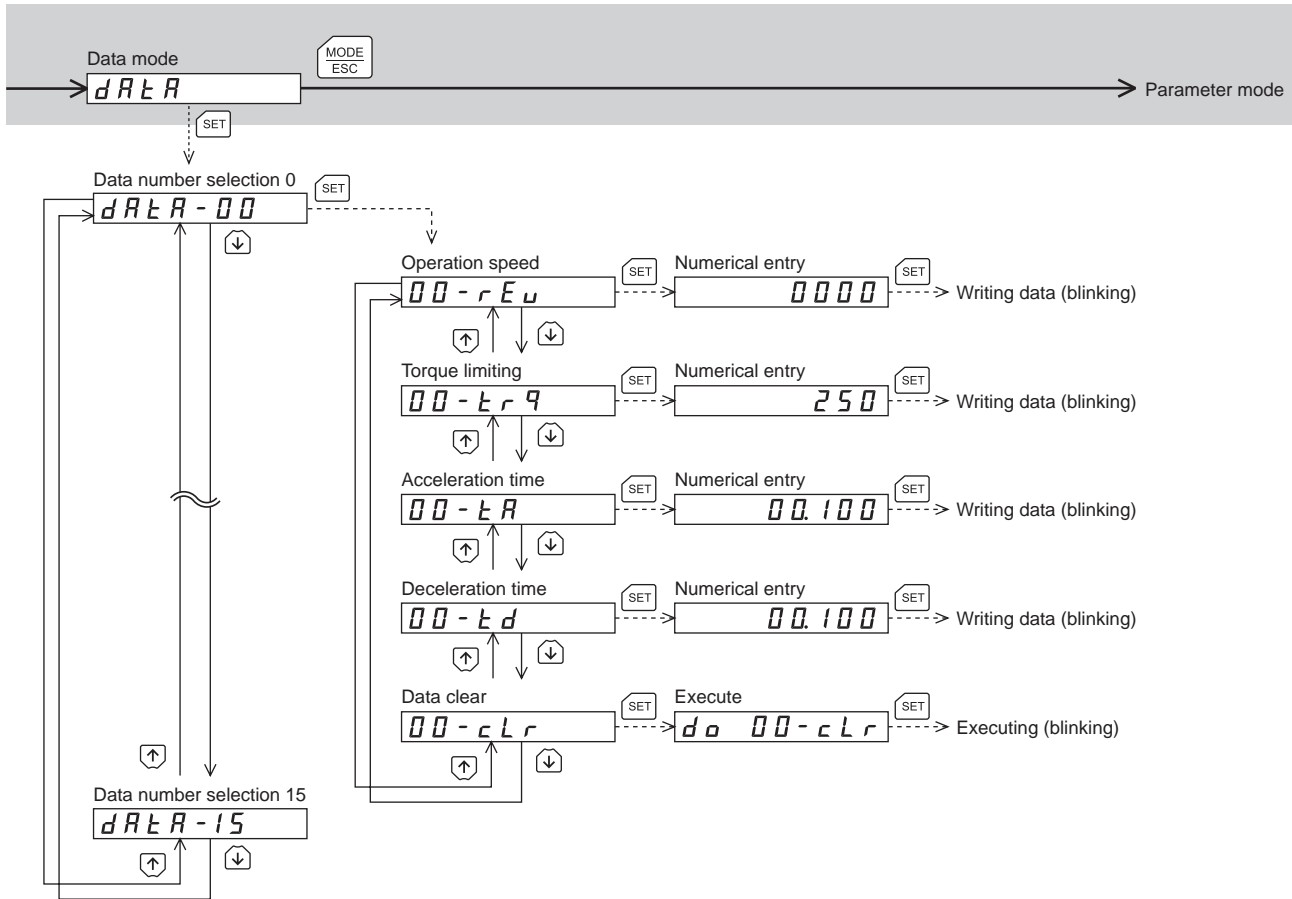 Data mode
MODE
ESC
dAtA
Parameter mode
SET
Data number selection 0
SET
dAtA-00
Operation speed
SET
Numerical entry
SET
00-rEv
0000
Writing data (blinking)
Torque limiting
SET
Numerical entry
SET
00-trq
250
Writing data (blinking)
Acceleration time
SET
Numerical entry
SET
00-tA
00.100
Writing data (blinking)
Deceleration time
SET
Numerical entry
SET
00-td
00.100
Writing data (blinking)
Data clear
SET
Execute
SET
00-cLr
do 00-cLr
Executing (blinking)
Data number selection 15
dAtA-15